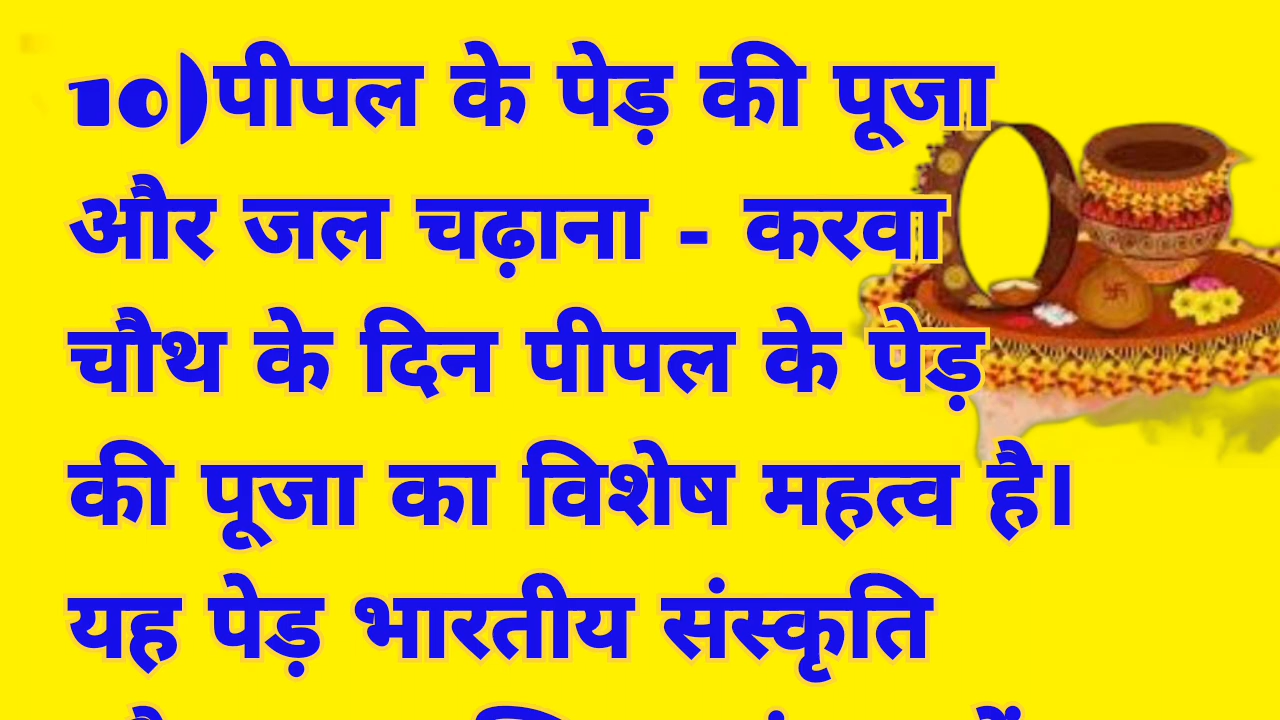 10)पीपल के पेड़ की पूजा
और जल चढ़ाना - करवा
चौथ के दिन पीपल के पेड़
की पूजा का विशेष महत्व है।
यह पेड़ भारतीय संस्कृति